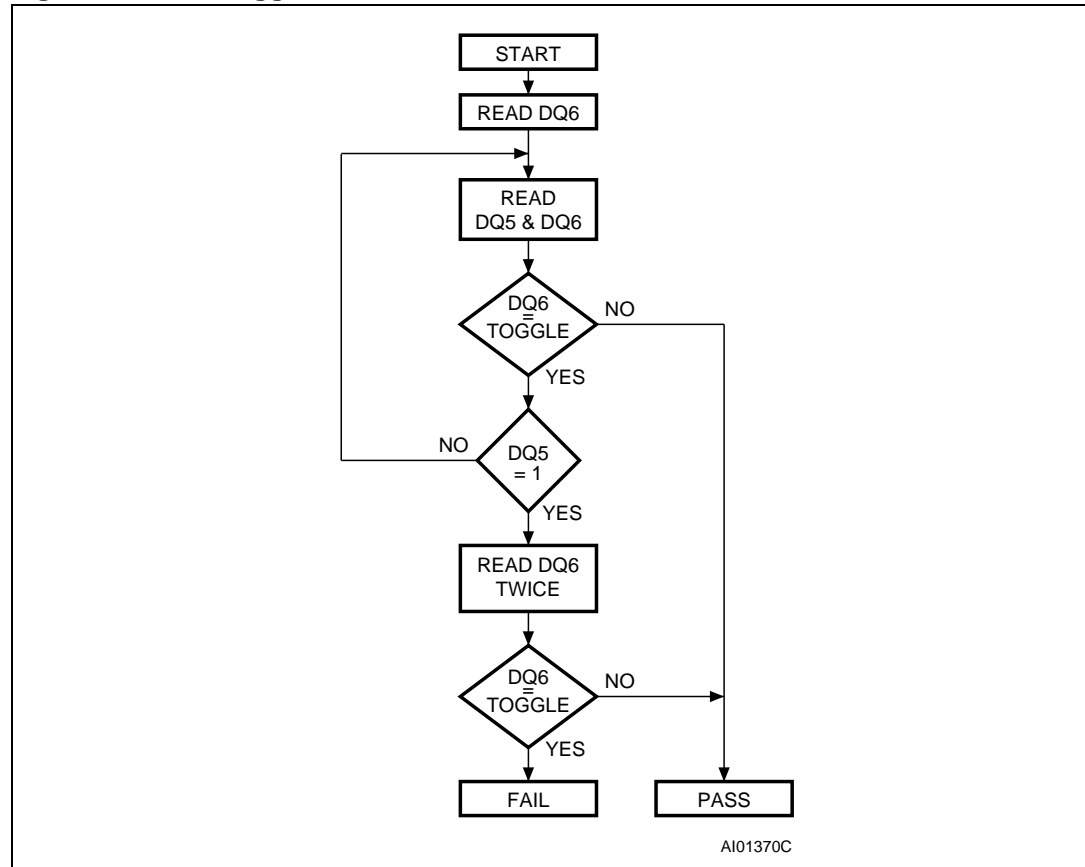 START
READ DQ6
READ
DQ5 & DQ6
DQ6
=
TOGGLE
NO
YES
NO
DQ5
= 1
YES
READ DQ6
TWICE
DQ6
=
TOGGLE
NO
YES
FAIL
PASS
AI01370C